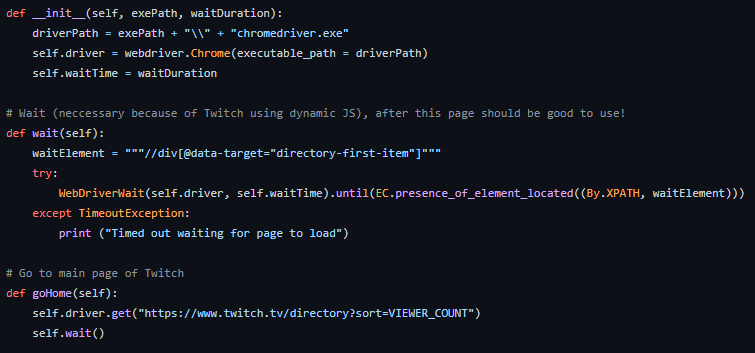 def __init__(self, exePath, waitDuration):
    driverPath = exePath + "\\" + "chromedriver.exe"
    self.driver = webdriver.Chrome(executable_path = driverPath)
    self.waitTime = waitDuration

# Wait (neccessary because of Twitch using dynamic JS), after this page should be good to use!
def wait(self):
    waitElement = """//div[@data-target="directory-first-item"]"""
    try:
        WebDriverWait(self.driver, self.waitTime).until(EC.presence_of_element_located((By.XPATH, waitElement)))
    except TimeoutException:
        print ("Timed out waiting for page to load")

# Go to main page of Twitch
def goHome(self):
    self.driver.get("https://www.twitch.tv/directory?sort=VIEWER_COUNT")
    self.wait()